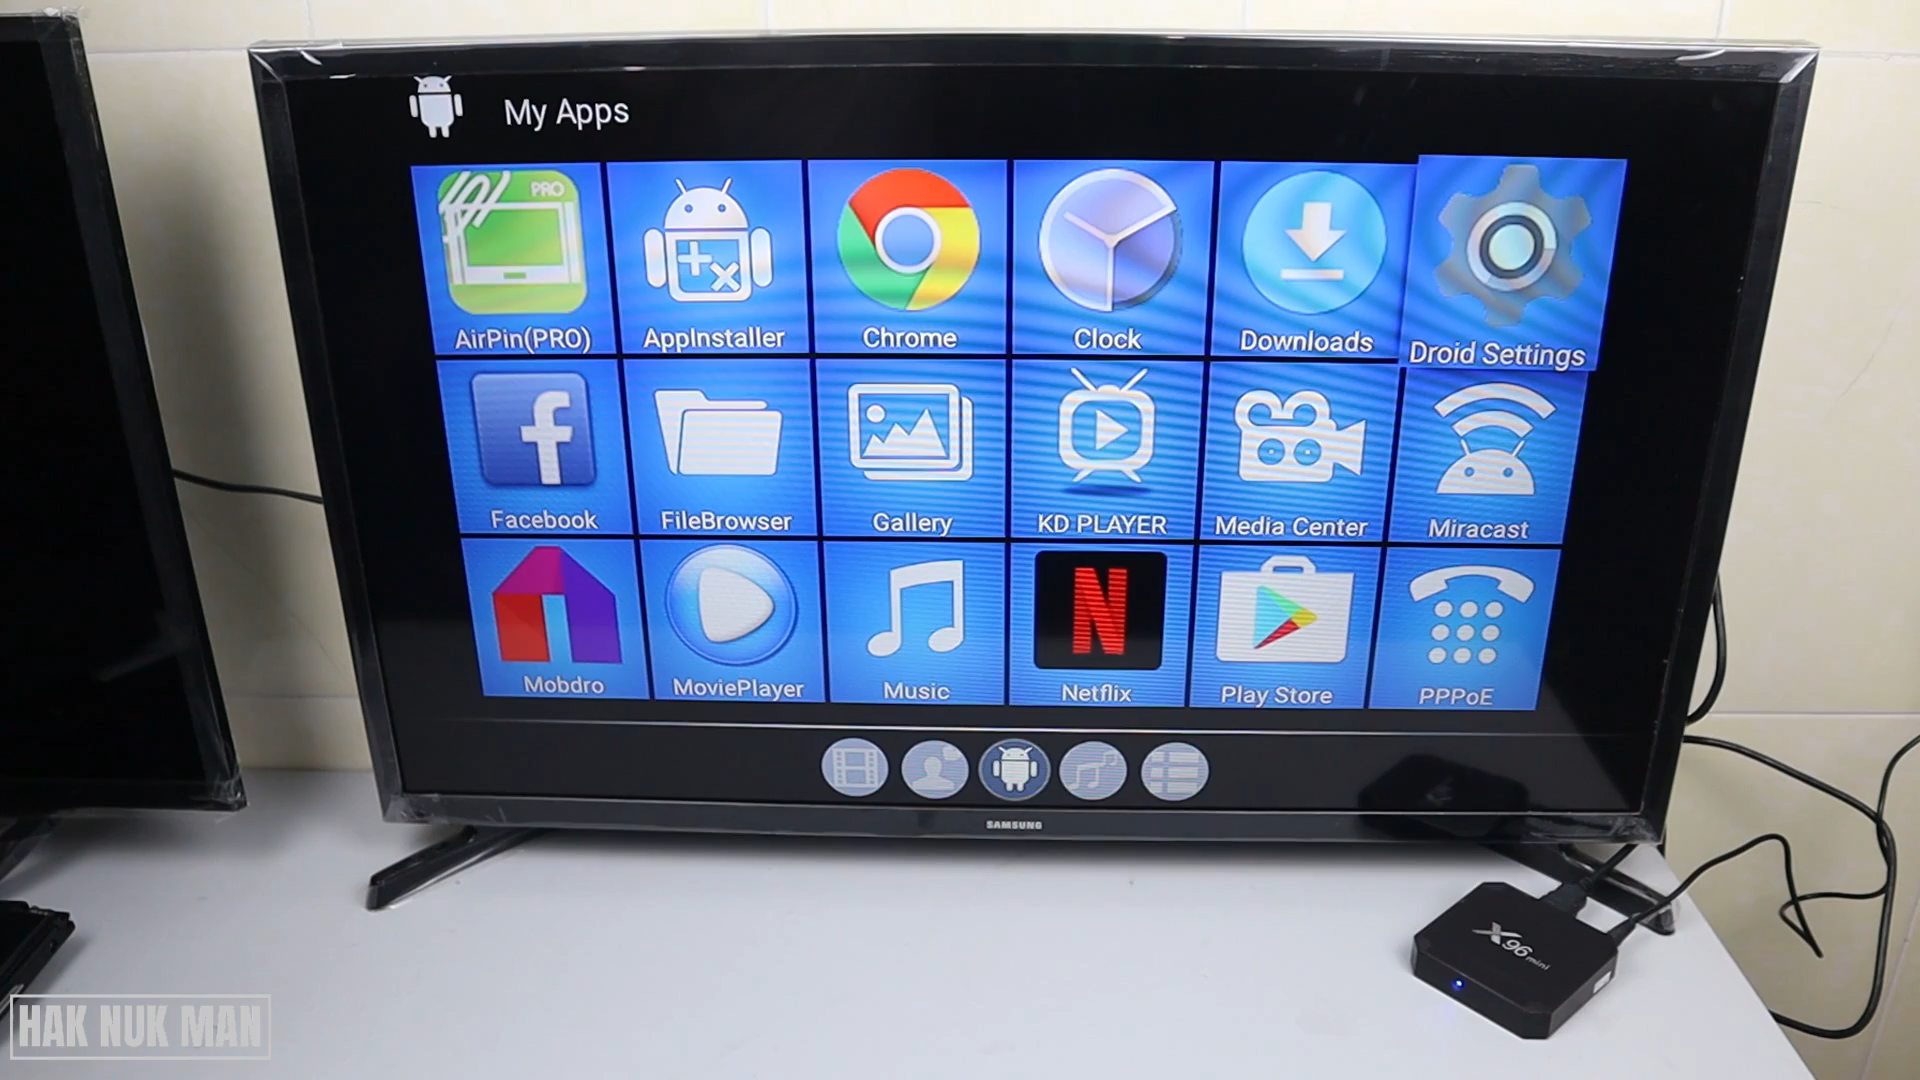 My Apps
PRO
AirPin(PRO)
AppInstaller
Chrome
Clock
Downloads
Droid Settings
Facebook
FileBrowser
Gallery
KD PLAYER
Media Center
Miracast
Mobdro
MoviePlayer
Music
Netflix
Play Store
PPPoE
SAMSUNG
X96 mini
HAK NUK MAN